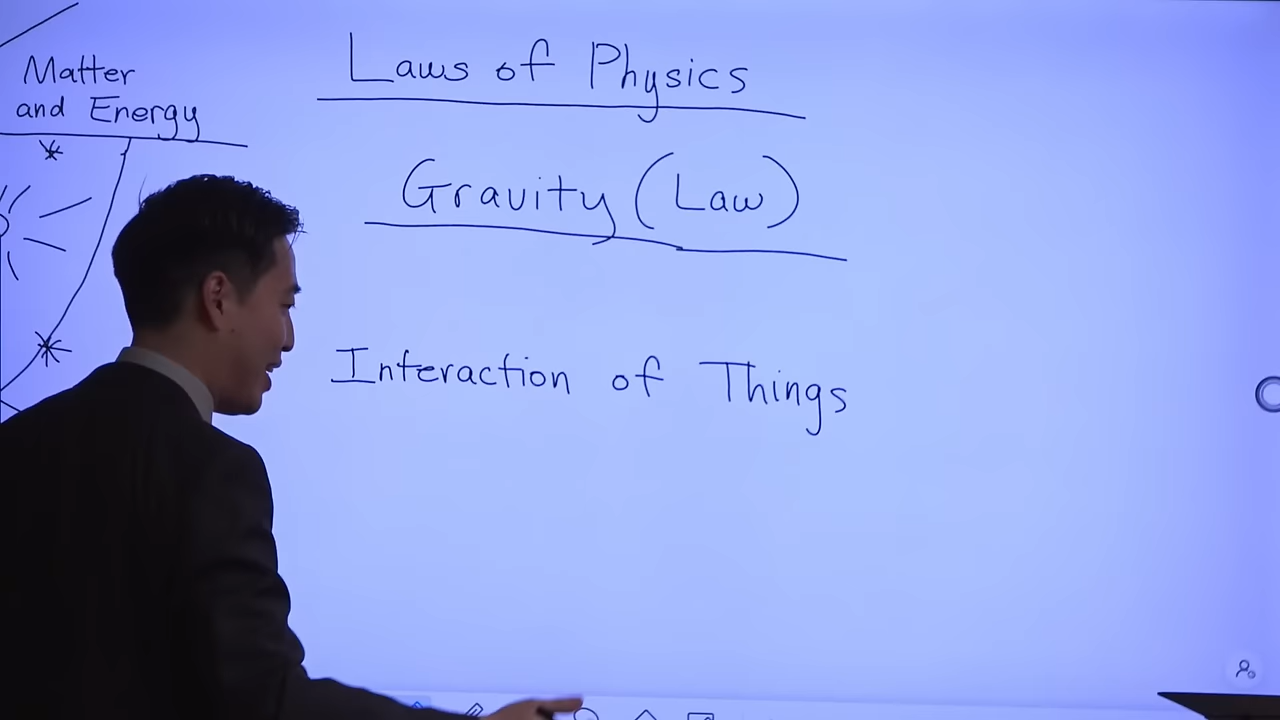 Matter
and Energy
Laws of Physics
Gravity (Law)
Interaction of Things